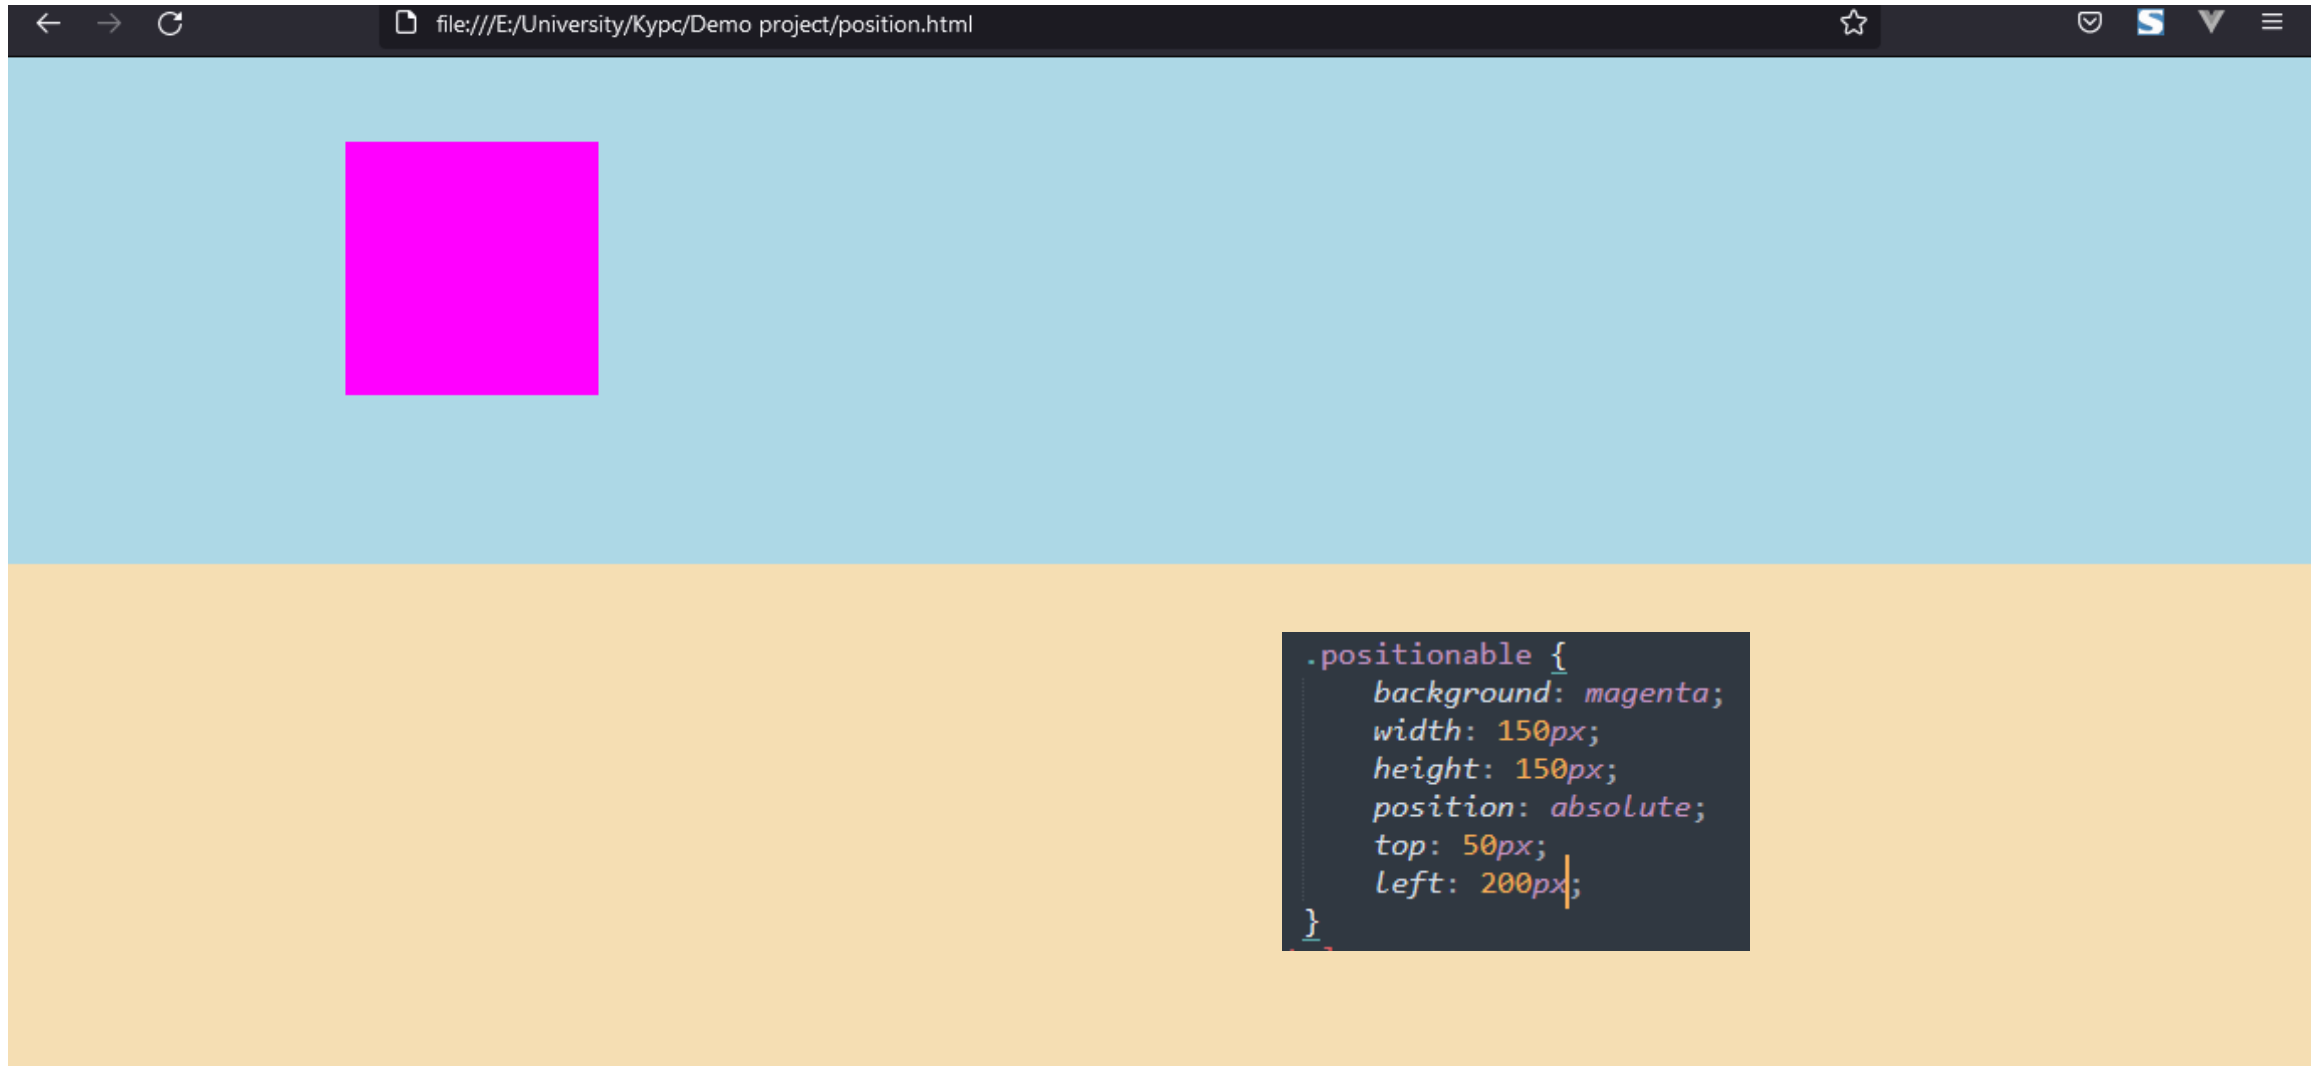 file:///E:/University/Курс/Demo project/position.html
.positionable {
background: magenta;
width: 150px;
height: 150px;
position: absolute;
top: 50px;
left: 200px;
}